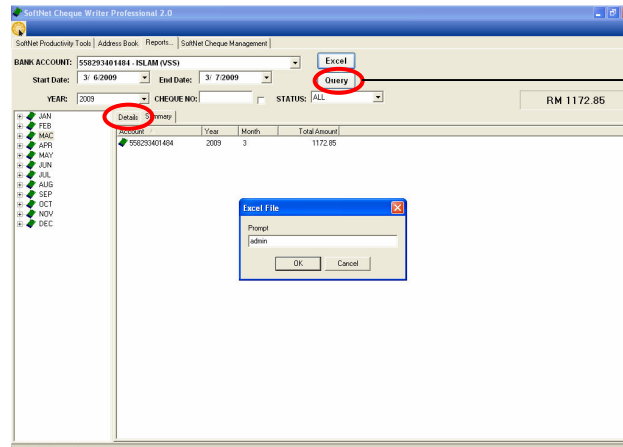 SoftNet Cheque Writer Professional 2.0
SoftNet Productivity Tools Address Book Reports... SoftNet Cheque Management
BANK ACCOUNT: 558293401484 - ISLAM (VSS) Excel
Start Date: 3/ 6/2009 End Date: 3/ 7/2009 Query
YEAR: 2009 CHEQUE NO: STATUS: ALL RM 1172.85
JAN
FEB
MAC
APR
MAY
JUN
JUL
AUG
SEP
OCT
NOV
DEC
Details Summary
Account Year Month Total Amount
558293401484 2009 3 1172.85
Excel File
Prompt
admin
OK Cancel